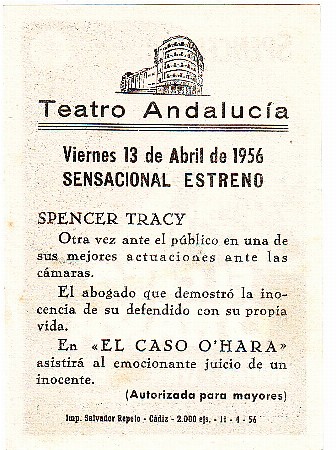 Teatro Andalucía
Viernes 13 de Abril de 1956
SENSACIONAL ESTRENO
SPENCER TRACY
Otra vez ante el público en una de
sus mejores actuaciones ante las
cámaras.
El abogado que demostró la ino-
cencia de su defendido con su propia
vida.
En «EL CASO O'HARA»
asistirá al emocionante juicio de un
inocente.
(Autorizada para mayores)
Imp. Salvador Repeto - Cádiz - 2.000 ejs. - 11 - 4 - 56